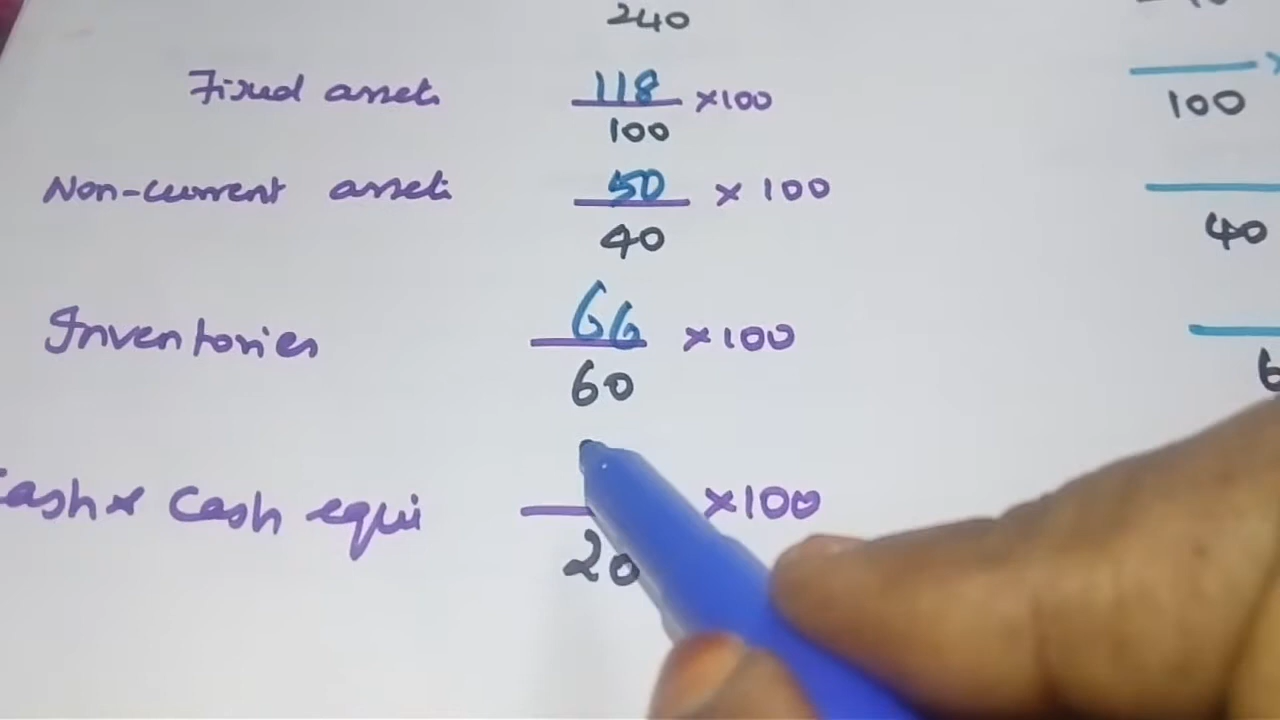 240
Fixed assets 118/100 ×100 100
Non-current assets 50/40 × 100 40
Inventories 66/60 ×100
Cash & Cash equi /20 ×100